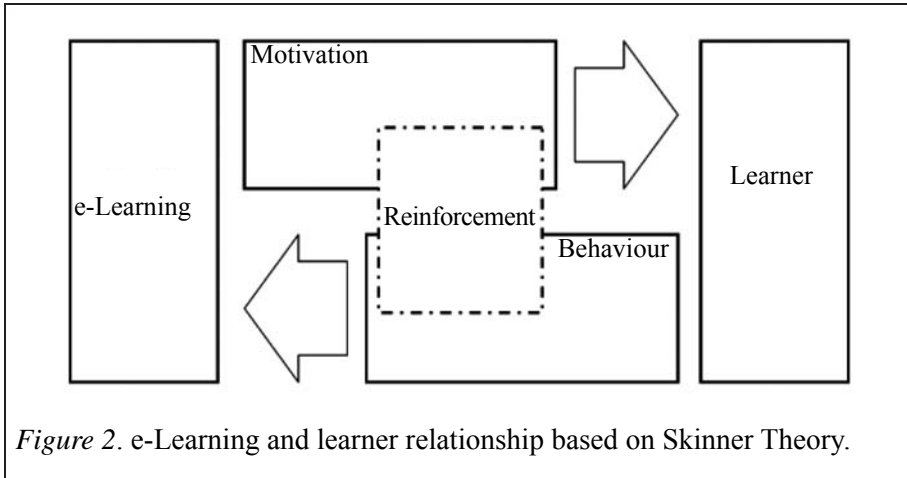 Motivation
e-Learning
Learner
Reinforcement
Behaviour
Figure 2. e-Learning and learner relationship based on Skinner Theory.